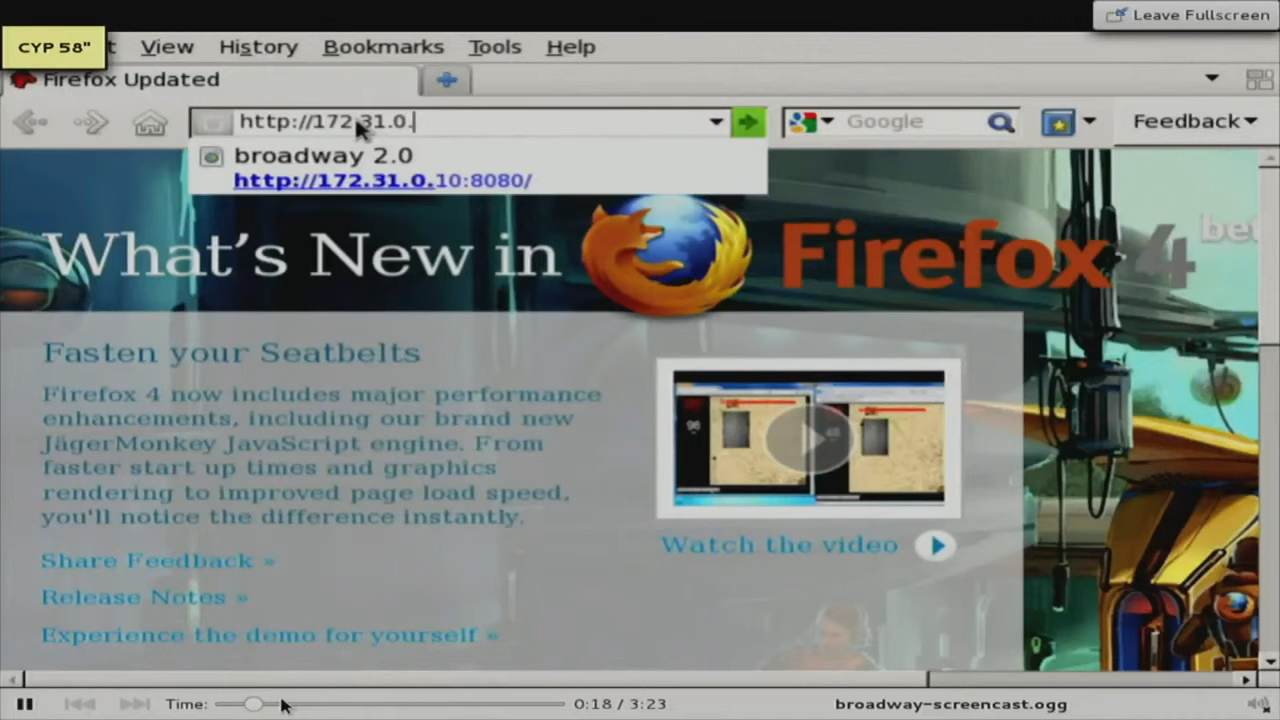 Leave Fullscreen
CYP 58" t View History Bookmarks Tools Help
Firefox Updated
http://172.31.0. Google Feedback
broadway 2.0
http://172.31.0.10:8080/
What's New in Firefox 4 bet
Fasten your Seatbelts
Firefox 4 now includes major performance
enhancements, including our brand new
JägerMonkey JavaScript engine. From
faster start up times and graphics
rendering to improved page load speed,
you'll notice the difference instantly.
Watch the video
Share Feedback »
Release Notes »
Experience the demo for yourself »
Time: 0:18 / 3:23 broadway-screencast.ogg